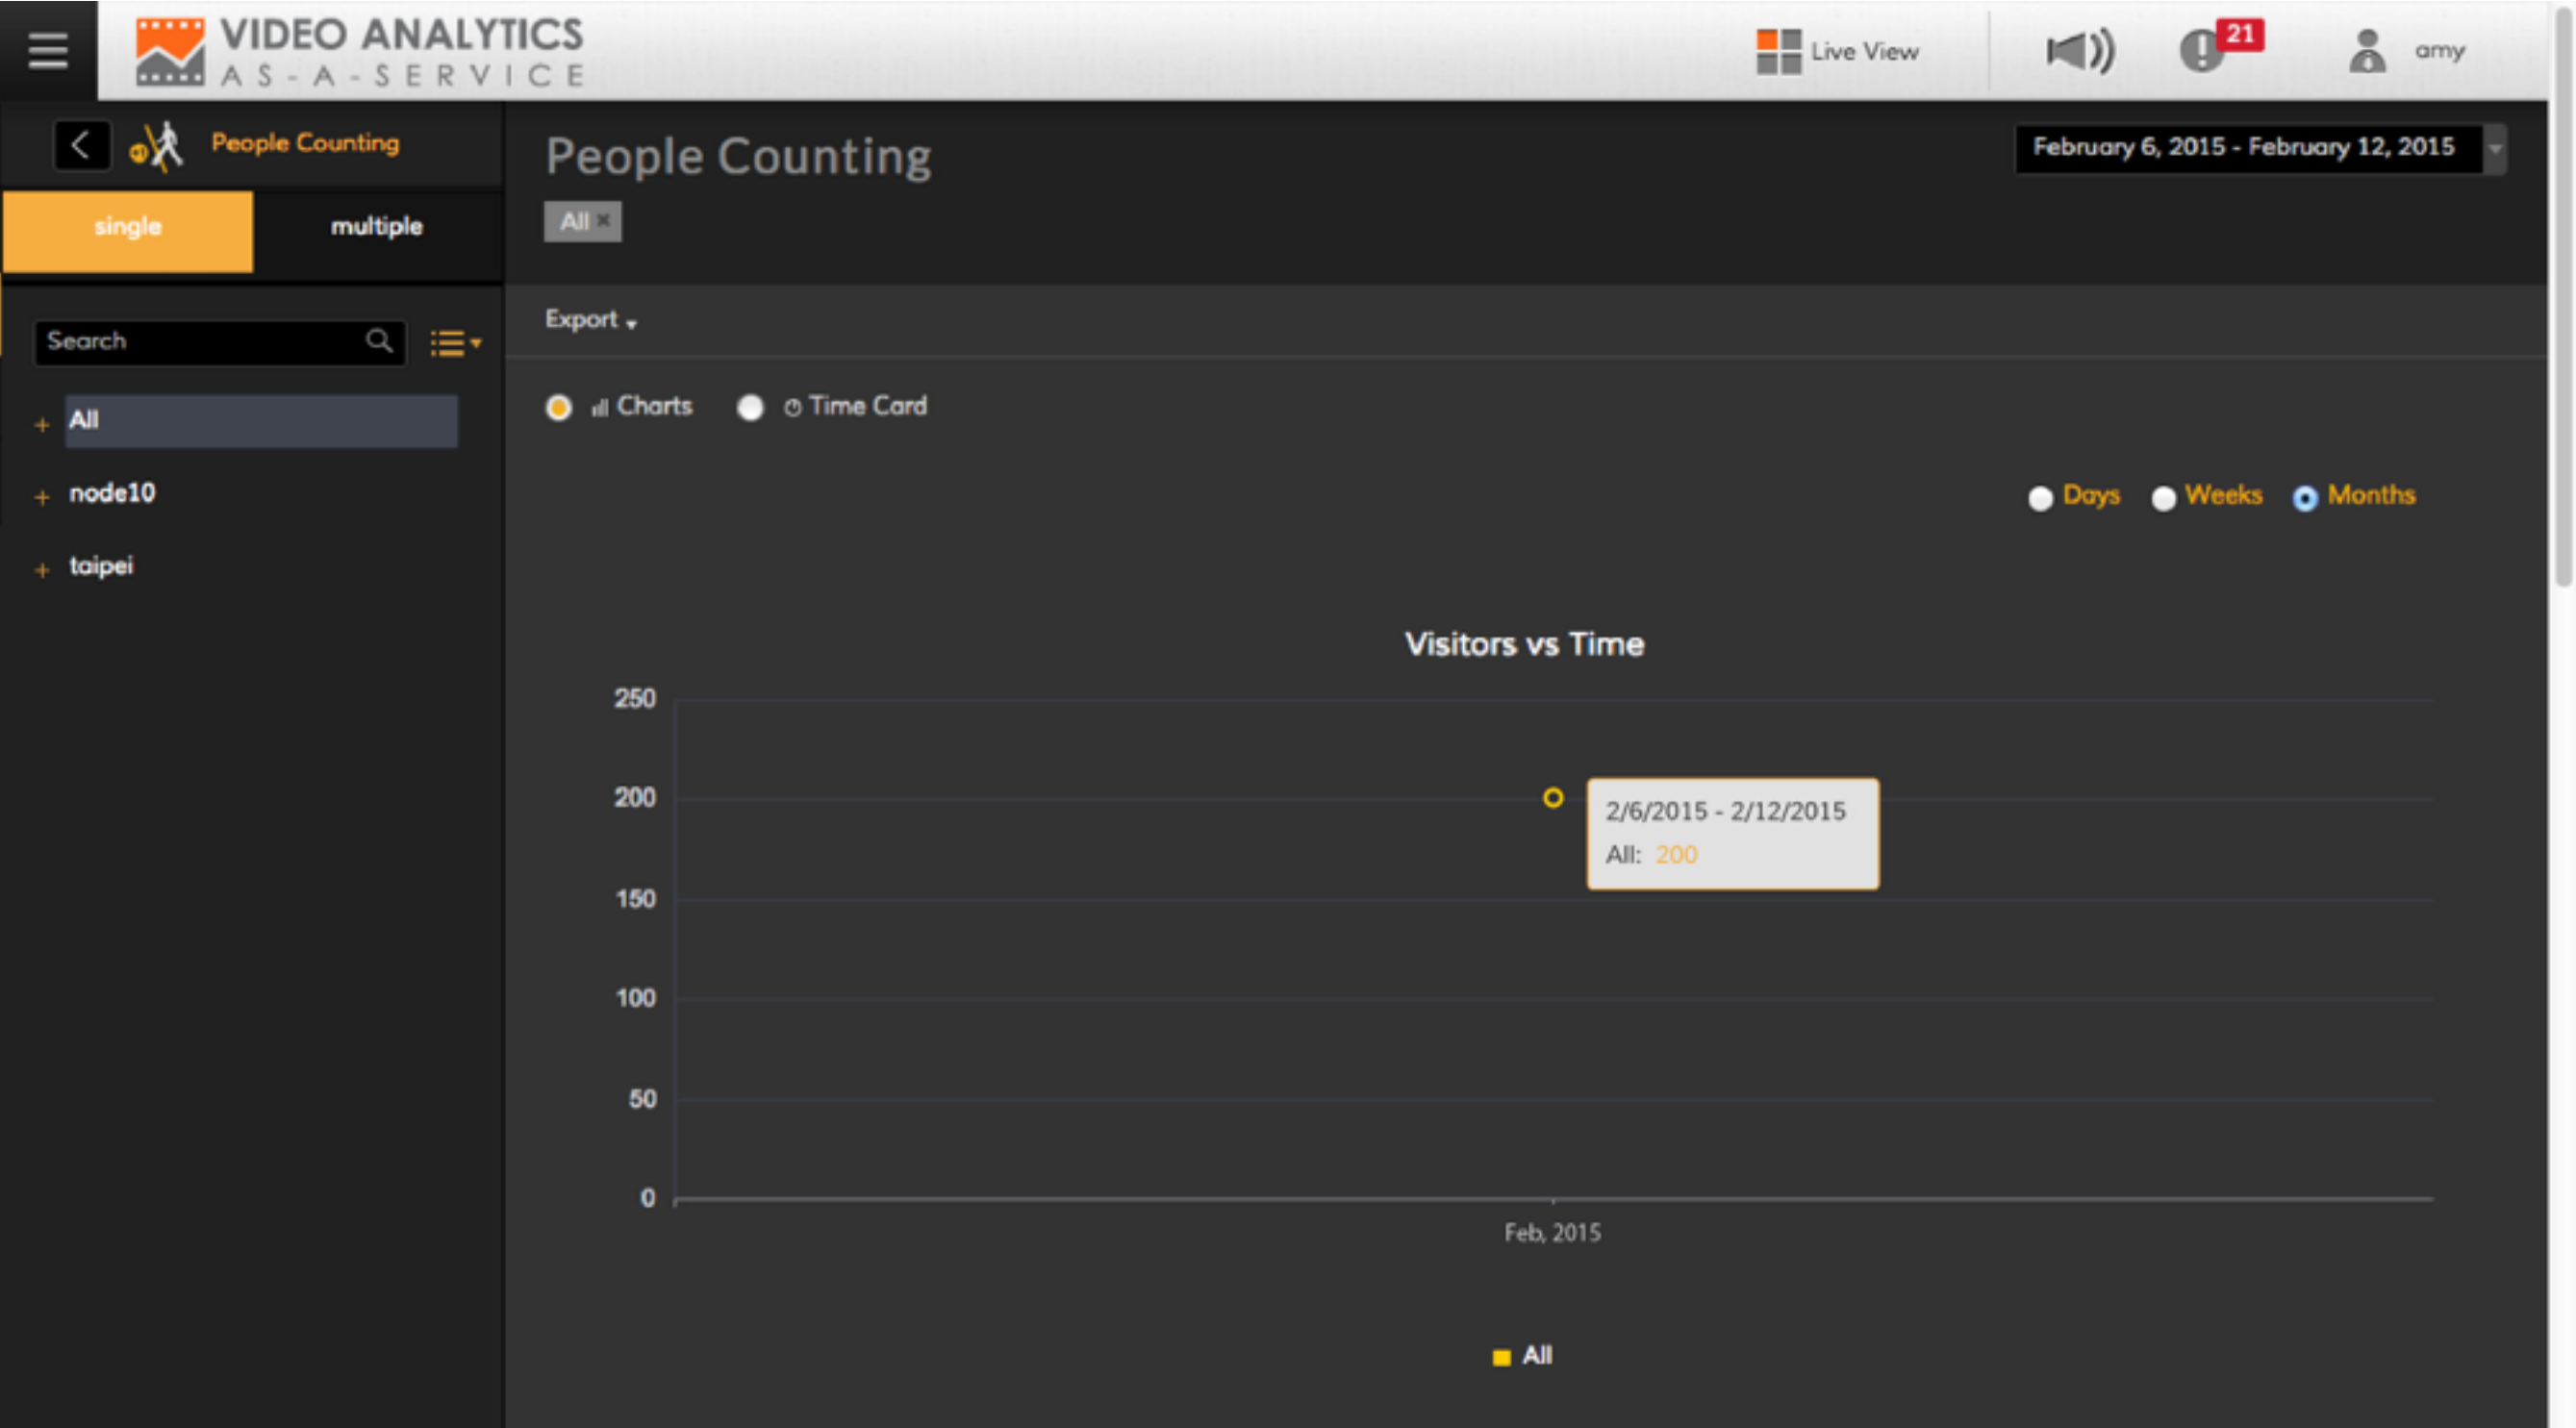 VIDEO ANALYTICS
AS-A-SERVICE
Live View
21
amy
People Counting
single
multiple
Search
All
node10
taipei
People Counting
February 6, 2015 - February 12, 2015
All ×
Export
Charts
Time Card
Days
Weeks
Months
Visitors vs Time
250
200
150
100
50
0
2/6/2015 - 2/12/2015
All: 200
Feb, 2015
All